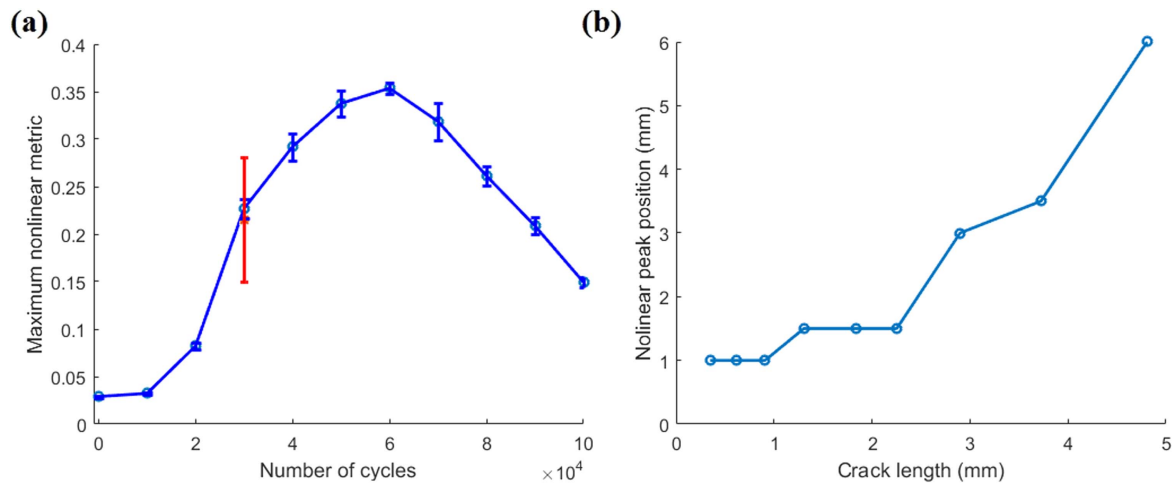 (a)
Maximum nonlinear metric
0.4
0.35
0.3
0.25
0.2
0.15
0.1
0.05
0
0 2 4 6 8 10
Number of cycles
×10⁴
(b)
Nolinear peak position (mm)
6
5
4
3
2
1
0
0 1 2 3 4 5
Crack length (mm)